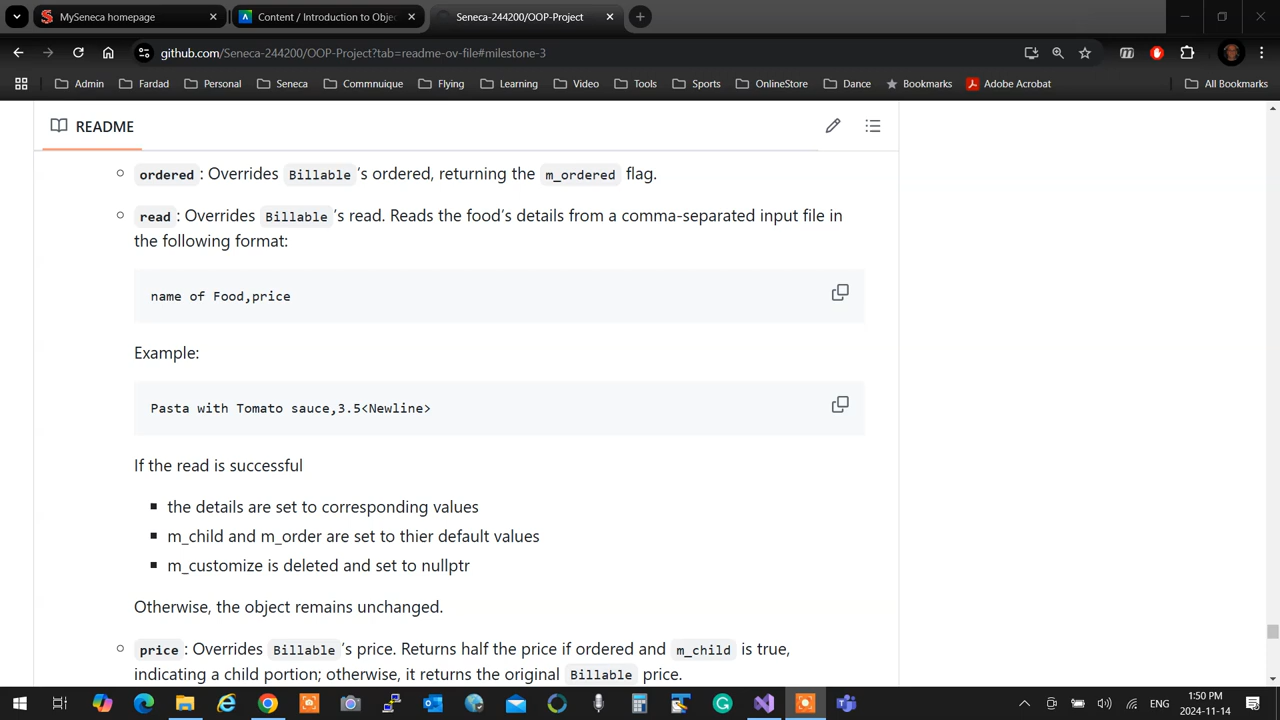 MySeneca homepage
Content / Introduction to Obje
Seneca-244200/OOP-Project
github.com/Seneca-244200/OOP-Project?tab=readme-ov-file#milestone-3
Admin Fardad Personal Seneca Commnuique Flying Learning Video Tools Sports OnlineStore Dance Bookmarks Adobe Acrobat All Bookmarks
README
ordered : Overrides Billable 's ordered, returning the m_ordered flag.
read : Overrides Billable 's read. Reads the food's details from a comma-separated input file in
the following format:
name of Food,price
Example:
Pasta with Tomato sauce,3.5<Newline>
If the read is successful
the details are set to corresponding values
m_child and m_order are set to thier default values
m_customize is deleted and set to nullptr
Otherwise, the object remains unchanged.
price : Overrides Billable 's price. Returns half the price if ordered and m_child is true,
indicating a child portion; otherwise, it returns the original Billable price.
ENG
1:50 PM
2024-11-14